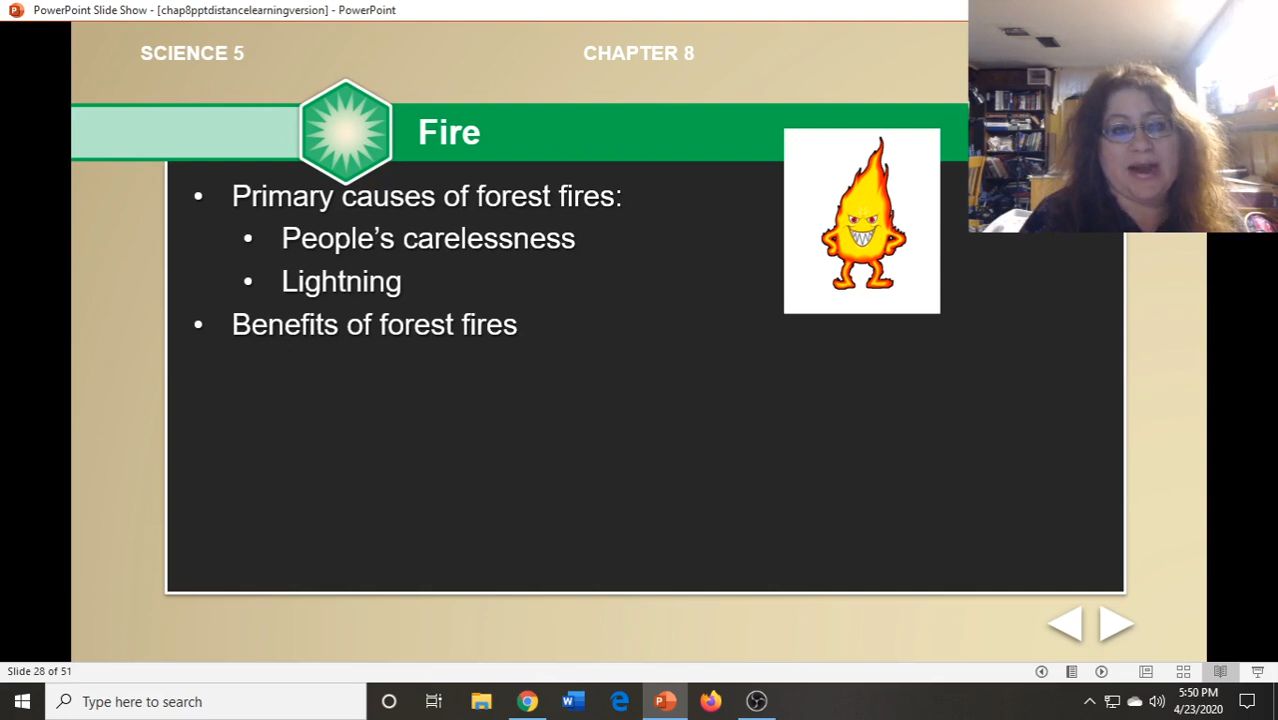 PowerPoint Slide Show - [chap8pptdistancelearningversion] - PowerPoint
SCIENCE 5
CHAPTER 8
Fire
• Primary causes of forest fires:
• People's carelessness
• Lightning
• Benefits of forest fires
Slide 28 of 51
Type here to search
5:50 PM
4/23/2020